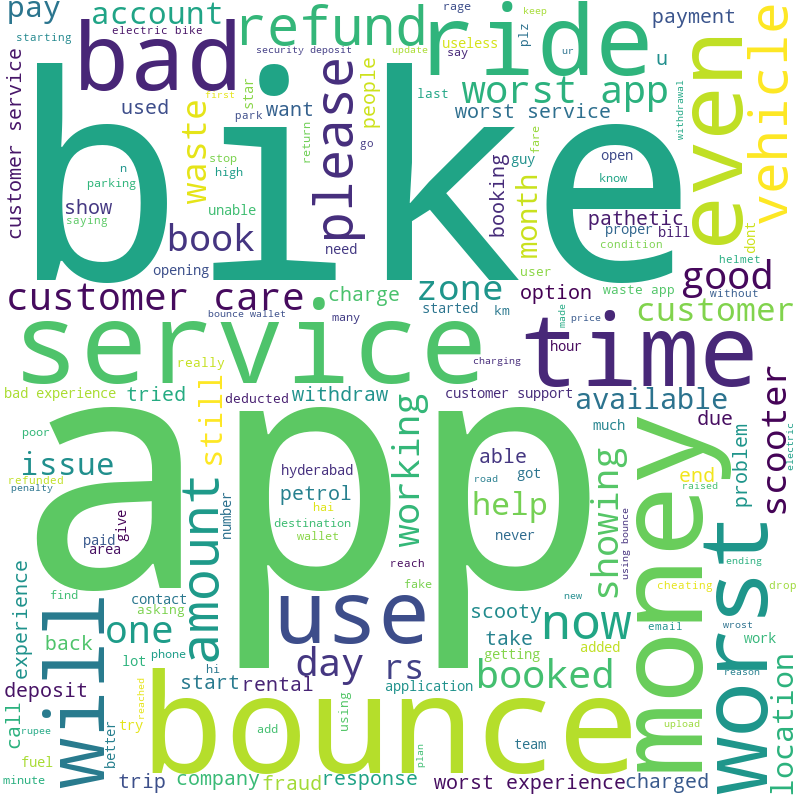 pay
account
refund
ride
rage
keep
payment
starting
electric bike
bad
security deposit
update
useless
say
ur
plz
u
vehicle
customer service
used
first
star
park
want
please
people
last
worst app
worst service
withdrawal
even
bike
waste
stop
high
n
parking
show
saying
unable
return
go
booking
guy
fare
open
know
month
pathetic
proper
bill
dont
book
need
opening
user
condition
helmet
customer care
charge
zone
option
waste app
without
good
bounce wallet
many
started
km
made
price
customer
service
really
charging
time
hour
bad experience
tried
still
deducted
withdraw
customer support
available
poor
working
much
due
scooter
electric
issue
refunded
penalty
app
hyderabad
petrol
hai
destination
wallet
able
road
got
help
never
showing
using bounce
money
end
raised
problem
worst
amount
number
paid
area
give
reach
fake
ending
cheating
drop
experience
find
will
contact
asking
use
scooty
new
now
email
wrost
work
one
back
lot
phone
hi
day
rs
take
getting
added
reason
deposit
start
rental
application
booked
location
call
rupee
better
try
reached
bounce
add
using
plan
team
upload
fuel
minute
trip
company
fraud
response
worst experience
charged